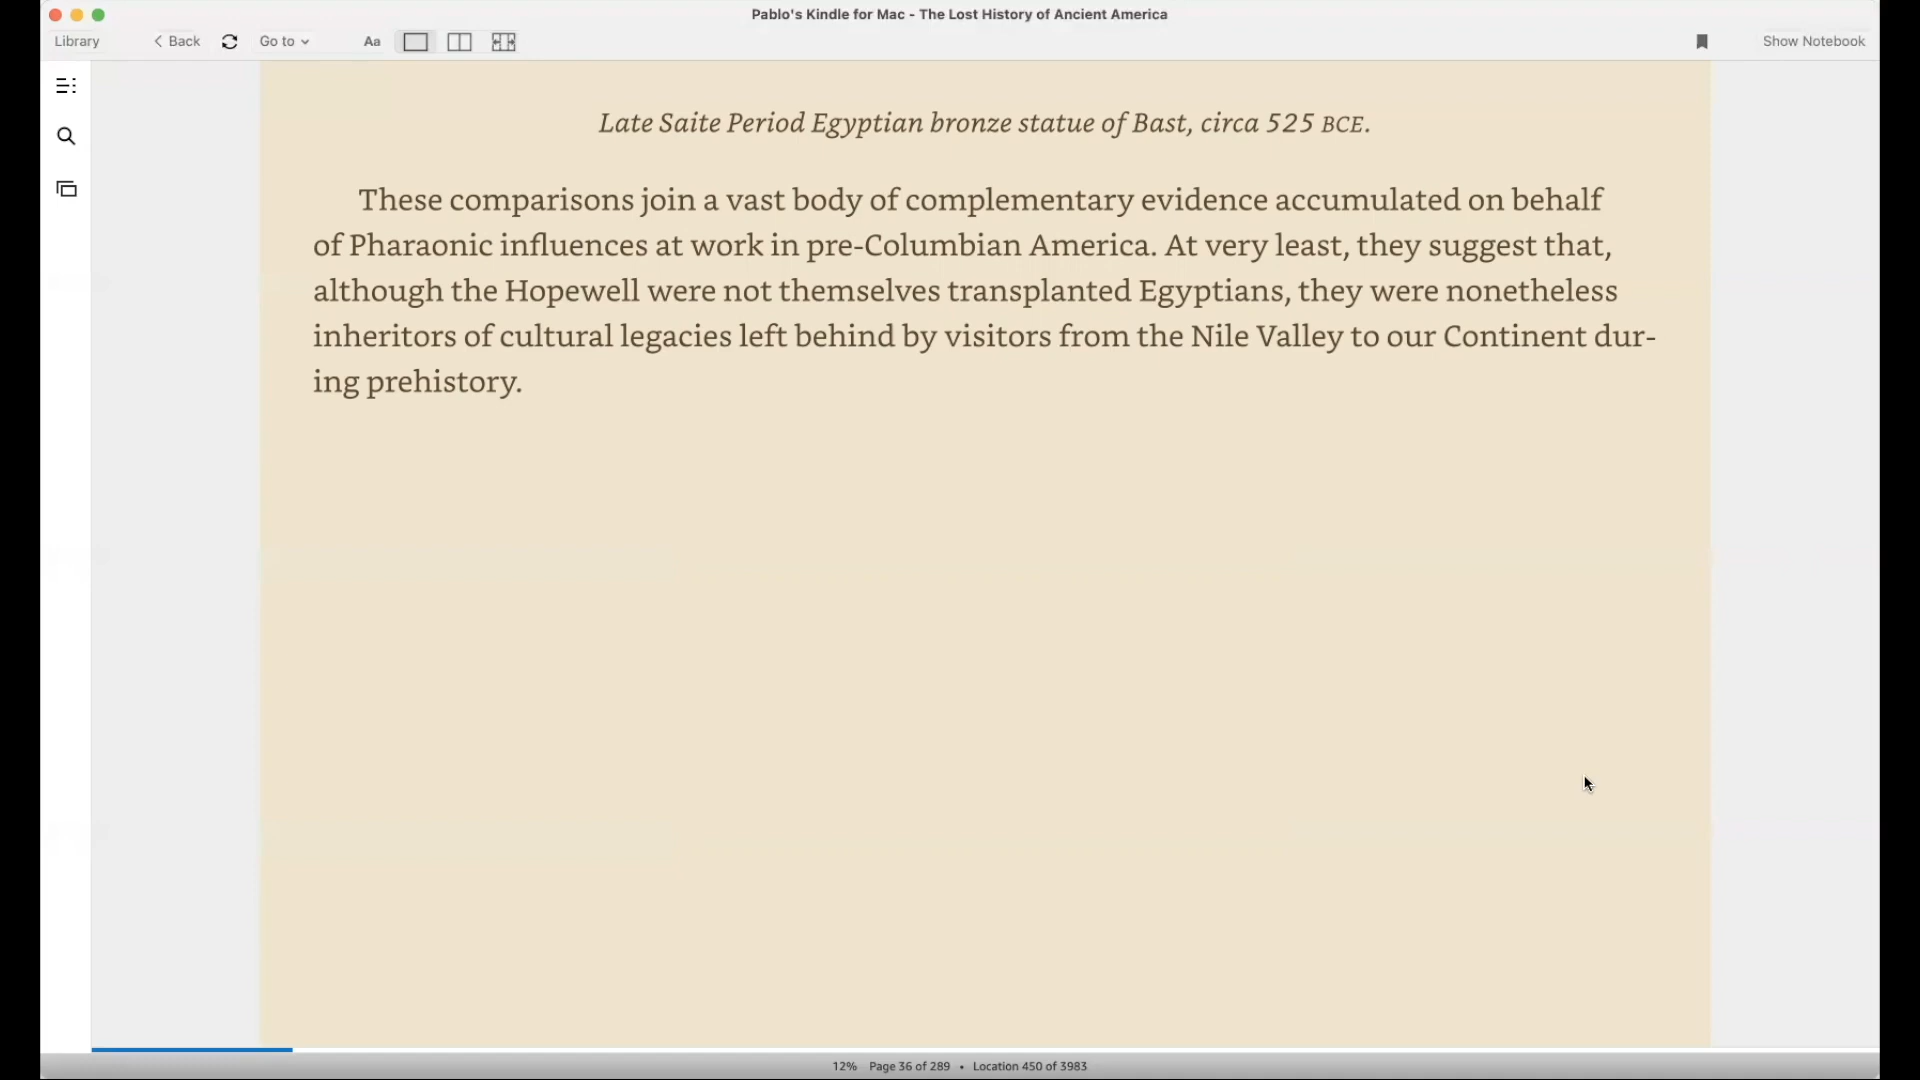 Pablo's Kindle for Mac - The Lost History of Ancient America
Library
Back
Go to
Aa
Show Notebook
Late Saite Period Egyptian bronze statue of Bast, circa 525 BCE.
These comparisons join a vast body of complementary evidence accumulated on behalf
of Pharaonic influences at work in pre-Columbian America. At very least, they suggest that,
although the Hopewell were not themselves transplanted Egyptians, they were nonetheless
inheritors of cultural legacies left behind by visitors from the Nile Valley to our Continent dur-
ing prehistory.
12% Page 36 of 289 • Location 450 of 3983